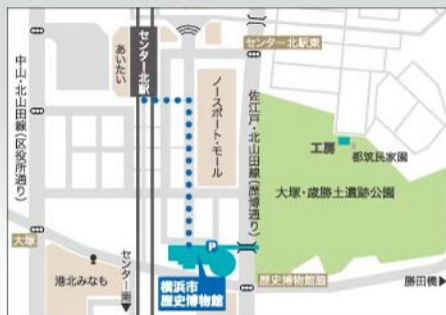 中山・北山田線(区役所通り)
あいたい
センター北駅
センター北駅東
ノースポート・モール
佐江戸・北山田線(歴博通り)
工房
都筑民家園
大塚・歳勝土遺跡公園
大塚
P
港北みなも
センター南▼
横浜市
歴史博物館
歴史博物館脇
勝田橋▶